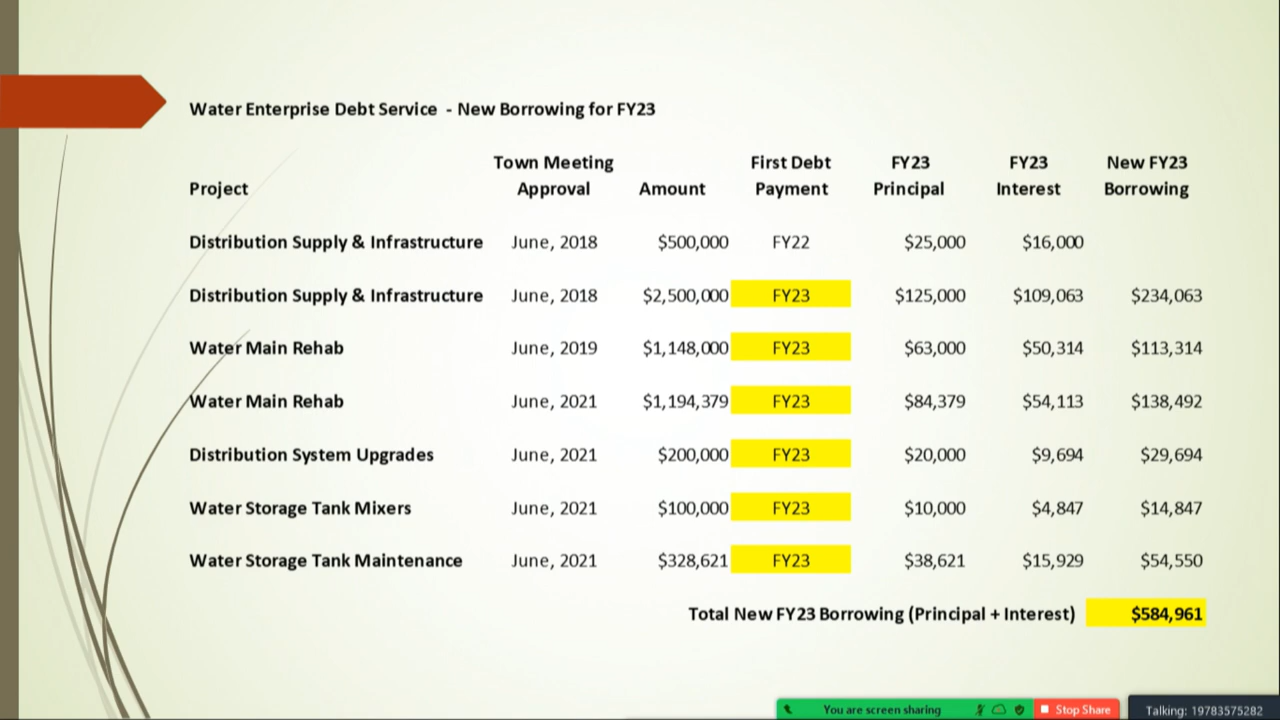 Water Enterprise Debt Service - New Borrowing for FY23
Town Meeting First Debt FY23 FY23 New FY23
Project Approval Amount Payment Principal Interest Borrowing
Distribution Supply & Infrastructure June, 2018 $500,000 FY22 $25,000 $16,000
Distribution Supply & Infrastructure June, 2018 $2,500,000 FY23 $125,000 $109,063 $234,063
Water Main Rehab June, 2019 $1,148,000 FY23 $63,000 $50,314 $113,314
Water Main Rehab June, 2021 $1,194,379 FY23 $84,379 $54,113 $138,492
Distribution System Upgrades June, 2021 $200,000 FY23 $20,000 $9,694 $29,694
Water Storage Tank Mixers June, 2021 $100,000 FY23 $10,000 $4,847 $14,847
Water Storage Tank Maintenance June, 2021 $328,621 FY23 $38,621 $15,929 $54,550
Total New FY23 Borrowing (Principal + Interest) $584,961
You are screen sharing Stop Share Talking: 19783575282